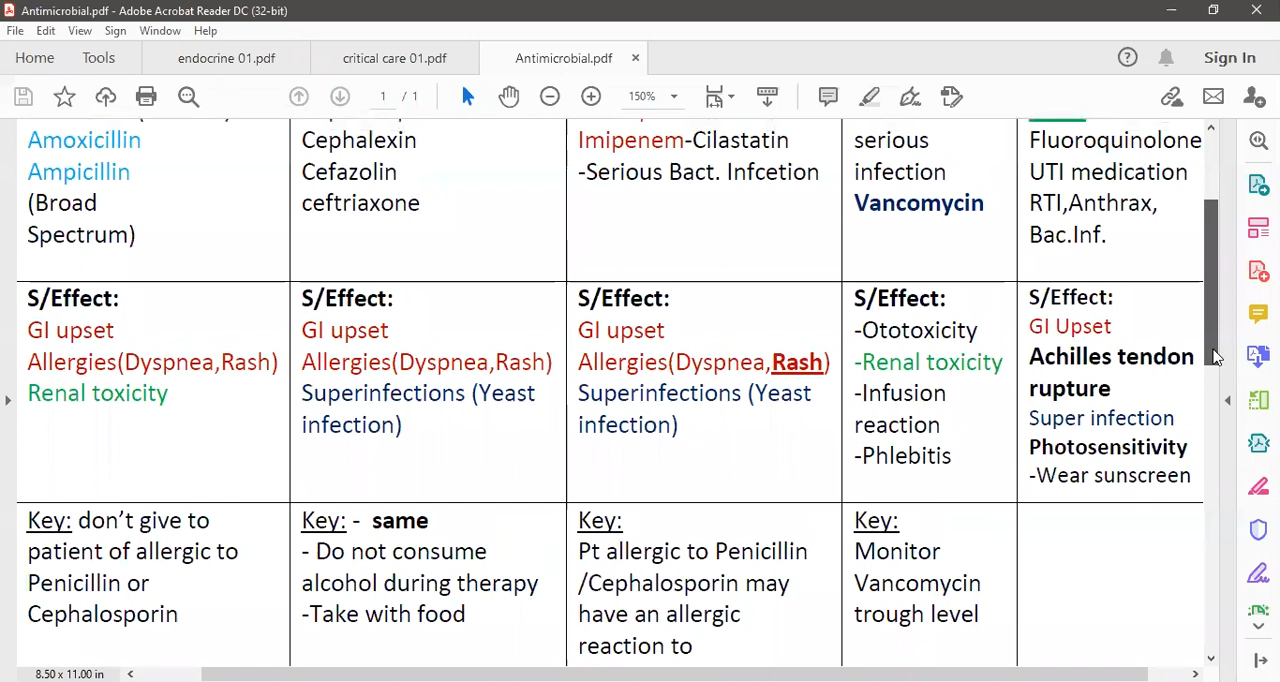 Antimicrobial.pdf - Adobe Acrobat Reader DC (32-bit)
File Edit View Sign Window Help
Home Tools endocrine 01.pdf critical care 01.pdf Antimicrobial.pdf Sign In
1 / 1 150%
Amoxicillin
Ampicillin
(Broad
Spectrum)
Cephalexin
Cefazolin
ceftriaxone
Imipenem-Cilastatin
-Serious Bact. Infcetion
serious
infection
Vancomycin
Fluoroquinolone
UTI medication
RTI,Anthrax,
Bac.Inf.
S/Effect:
GI upset
Allergies(Dyspnea,Rash)
Renal toxicity
S/Effect:
GI upset
Allergies(Dyspnea,Rash)
Superinfections (Yeast
infection)
S/Effect:
GI upset
Allergies(Dyspnea,Rash)
Superinfections (Yeast
infection)
S/Effect:
-Ototoxicity
-Renal toxicity
-Infusion
reaction
-Phlebitis
S/Effect:
GI Upset
Achilles tendon
rupture
Super infection
Photosensitivity
-Wear sunscreen
Key: don't give to
patient of allergic to
Penicillin or
Cephalosporin
Key: - same
- Do not consume
alcohol during therapy
-Take with food
Key:
Pt allergic to Penicillin
/Cephalosporin may
have an allergic
reaction to
Key:
Monitor
Vancomycin
trough level
8.50 x 11.00 in